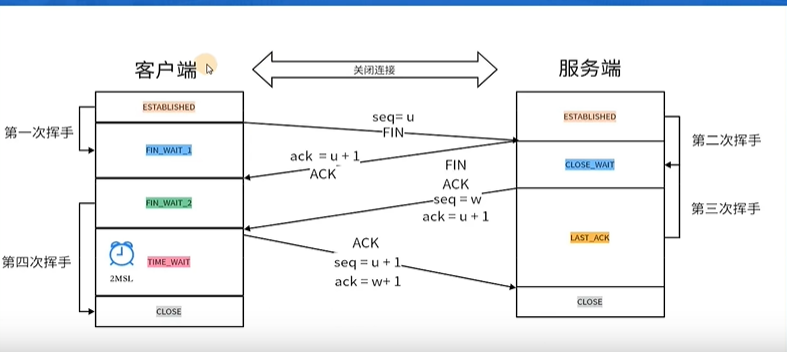 客户端
关闭连接
服务端
ESTABLISHED
第一次挥手
FIN_WAIT_1
seq= u
FIN
ESTABLISHED
第二次挥手
ack = u + 1
ACK
CLOSE_WAIT
FIN
ACK
seq = w
ack = u + 1
FIN_WAIT_2
第三次挥手
LAST_ACK
第四次挥手
2MSL
TIME_WAIT
ACK
seq = u + 1
ack = w+ 1
CLOSE
CLOSE